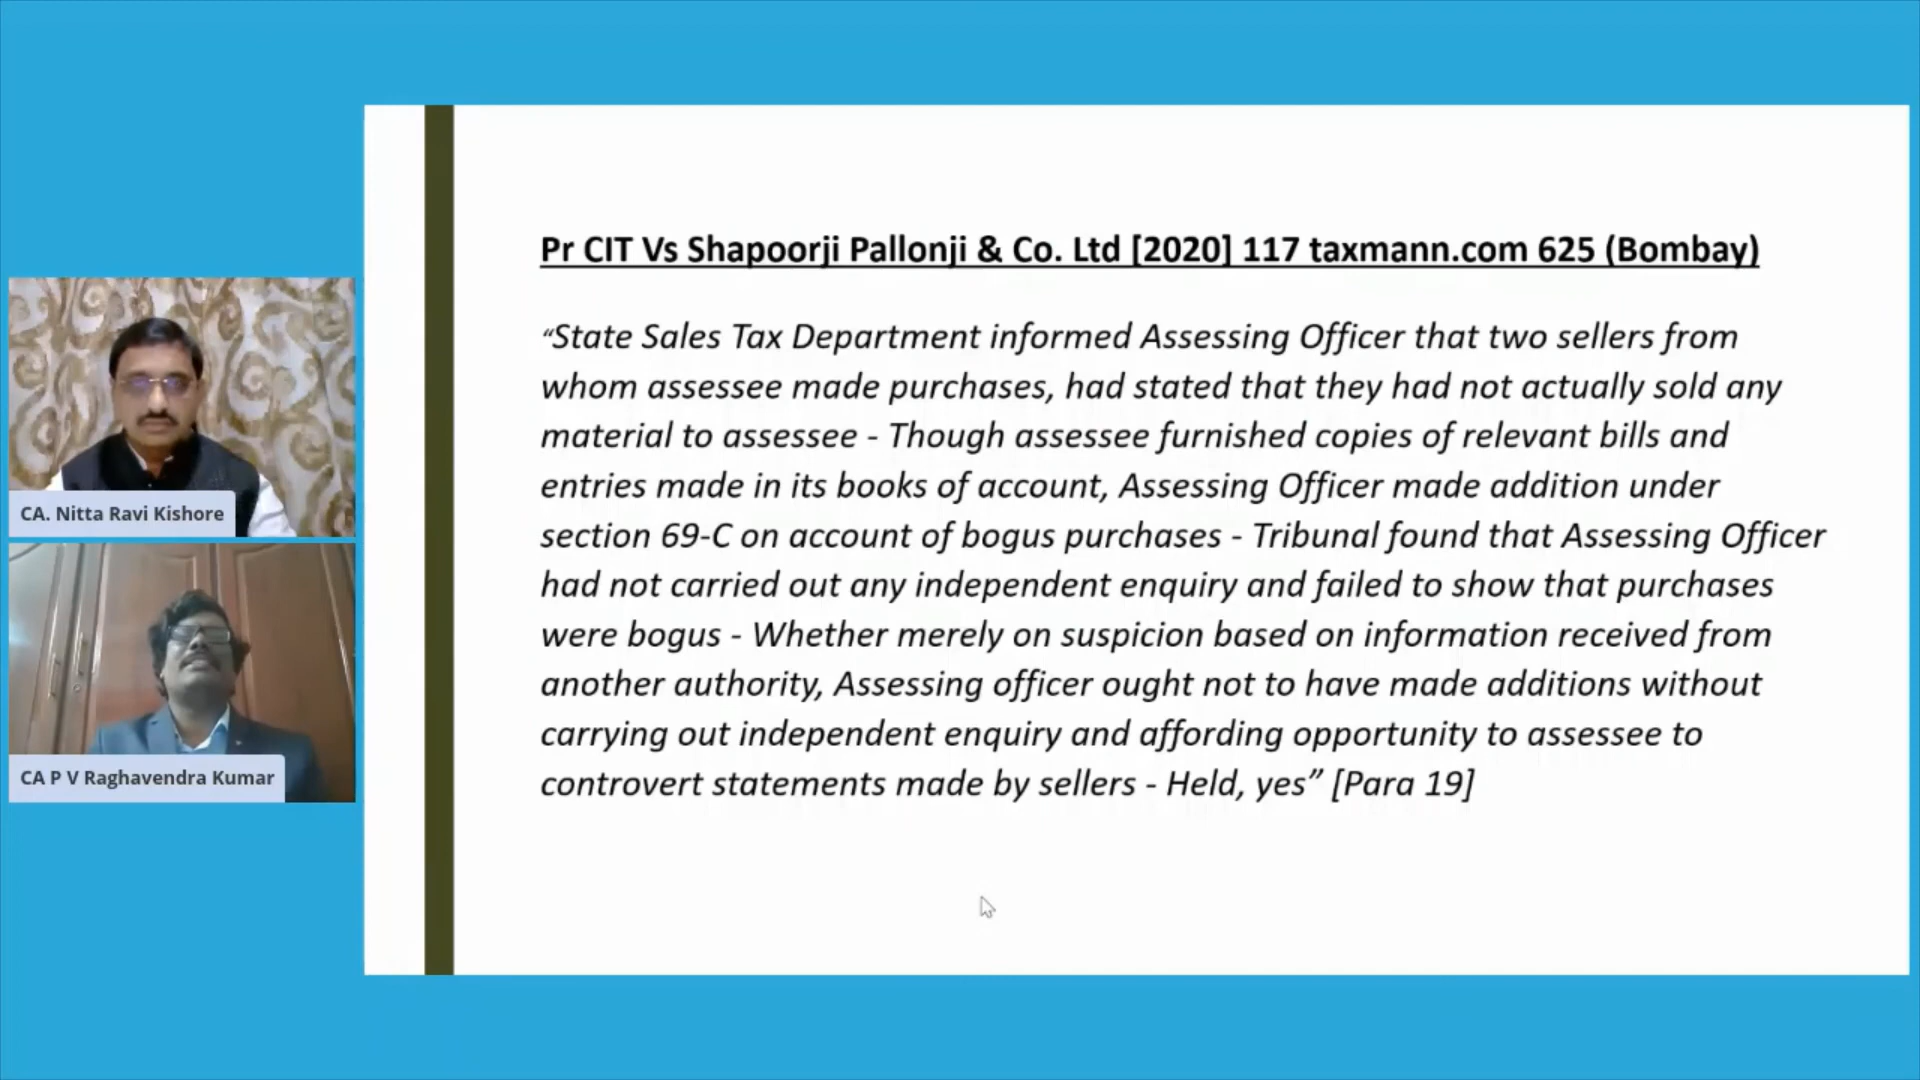 Pr CIT Vs Shapoorji Pallonji & Co. Ltd [2020] 117 taxmann.com 625 (Bombay)
“State Sales Tax Department informed Assessing Officer that two sellers from
whom assessee made purchases, had stated that they had not actually sold any
material to assessee - Though assessee furnished copies of relevant bills and
entries made in its books of account, Assessing Officer made addition under
section 69-C on account of bogus purchases - Tribunal found that Assessing Officer
had not carried out any independent enquiry and failed to show that purchases
were bogus - Whether merely on suspicion based on information received from
another authority, Assessing officer ought not to have made additions without
carrying out independent enquiry and affording opportunity to assessee to
controvert statements made by sellers - Held, yes” [Para 19]
CA. Nitta Ravi Kishore
CA P V Raghavendra Kumar